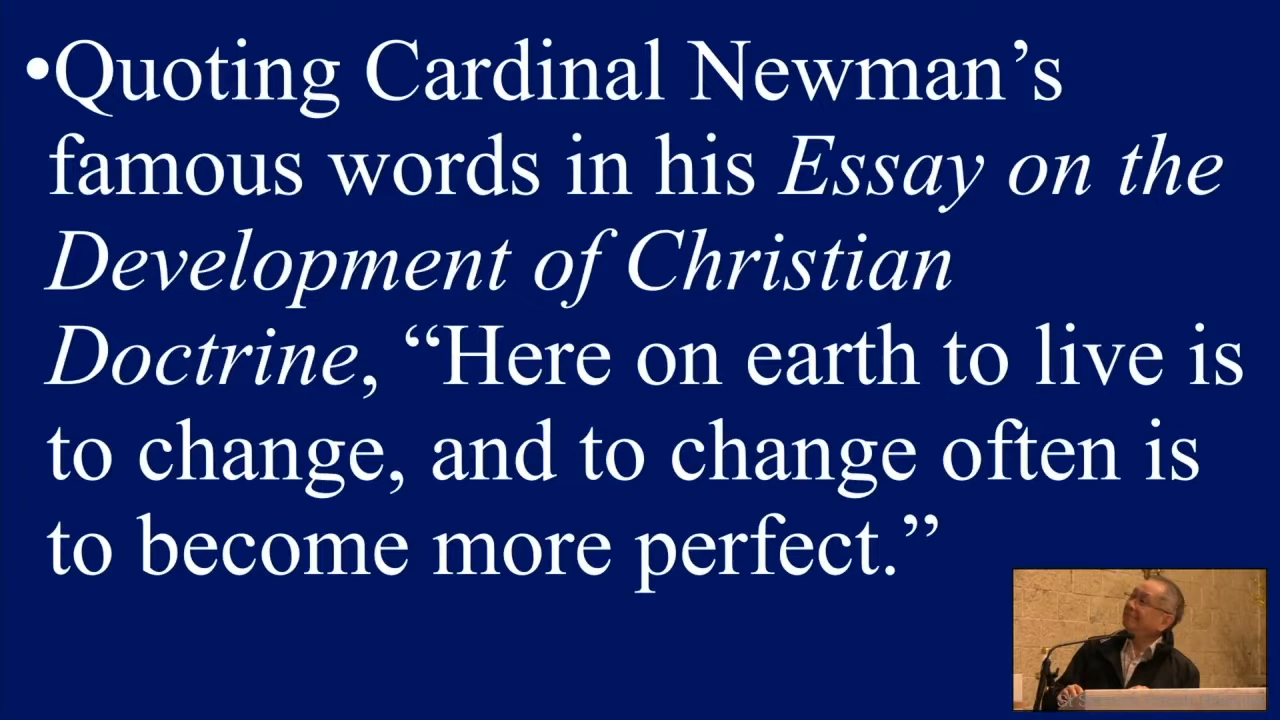 •Quoting Cardinal Newman’s
famous words in his Essay on the
Development of Christian
Doctrine, “Here on earth to live is
to change, and to change often is
to become more perfect.”